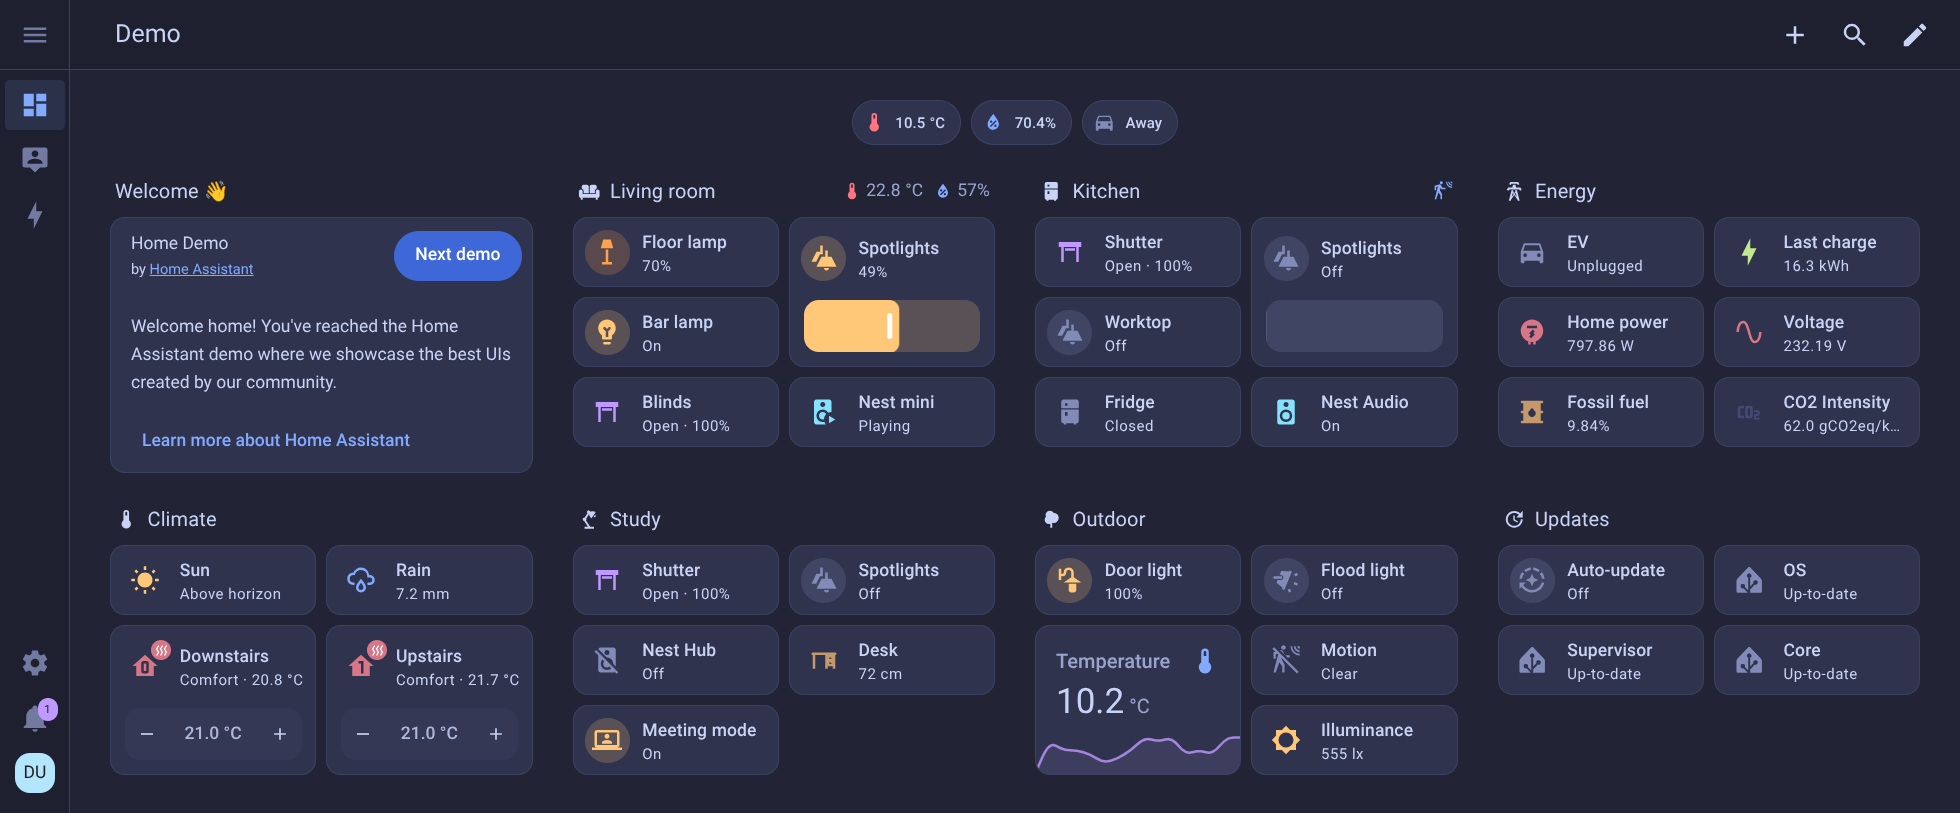 Demo
10.5 °C
70.4%
Away
Welcome 👋
Home Demo
by Home Assistant
Next demo
Welcome home! You've reached the Home
Assistant demo where we showcase the best UIs
created by our community.
Learn more about Home Assistant
Living room
22.8 °C
57%
Floor lamp
70%
Spotlights
49%
Bar lamp
On
Blinds
Open · 100%
Nest mini
Playing
Kitchen
Shutter
Open · 100%
Spotlights
Off
Worktop
Off
Fridge
Closed
Nest Audio
On
Energy
EV
Unplugged
Last charge
16.3 kWh
Home power
797.86 W
Voltage
232.19 V
Fossil fuel
9.84%
CO₂
CO2 Intensity
62.0 gCO2eq/k...
Climate
Sun
Above horizon
Rain
7.2 mm
0
Downstairs
Comfort · 20.8 °C
− 21.0 °C +
1
Upstairs
Comfort · 21.7 °C
− 21.0 °C +
Study
Shutter
Open · 100%
Spotlights
Off
Nest Hub
Off
Desk
72 cm
Meeting mode
On
Outdoor
Door light
100%
Flood light
Off
Temperature
10.2 °C
Motion
Clear
Illuminance
555 lx
Updates
Auto-update
Off
OS
Up-to-date
Supervisor
Up-to-date
Core
Up-to-date
1
DU